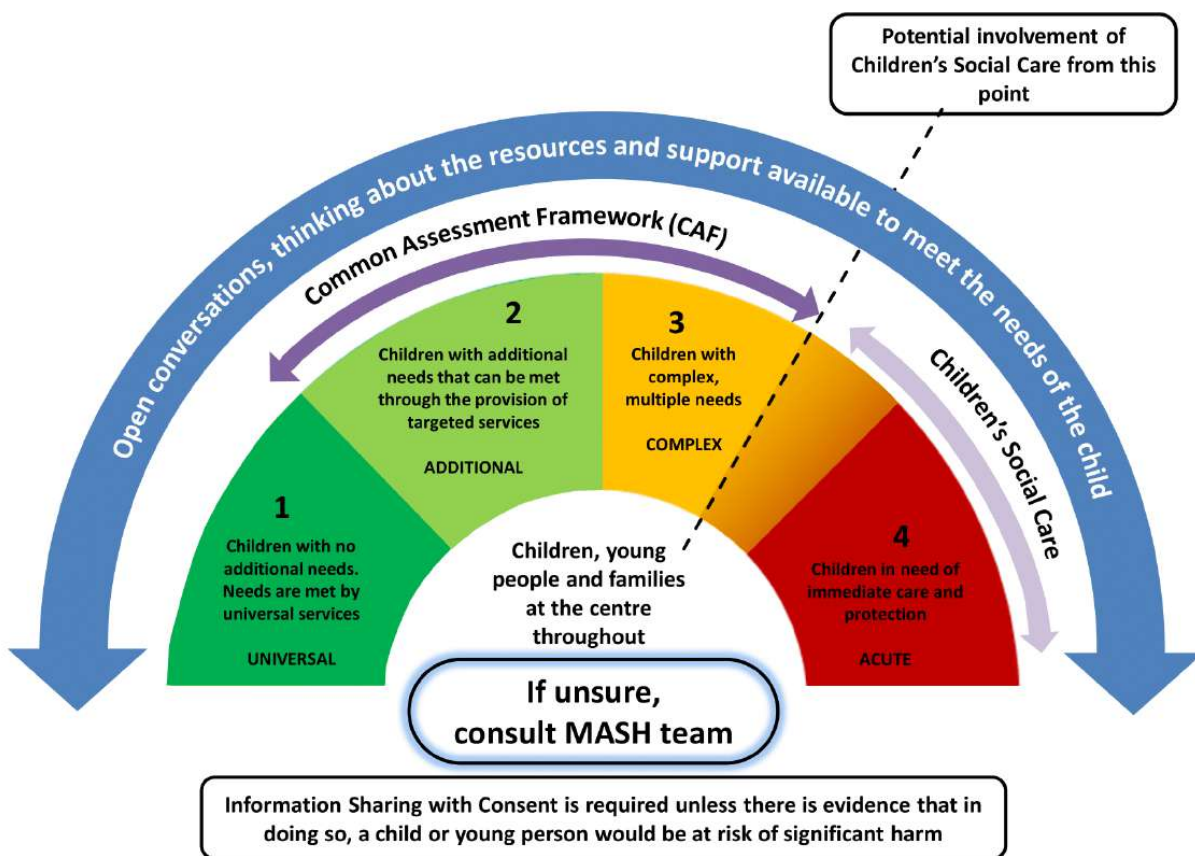 Potential involvement of
Children's Social Care from this
point
Open conversations, thinking about the resources and support available to meet the needs of the child
Common Assessment Framework (CAF)
Children's Social Care
1
Children with no
additional needs.
Needs are met by
universal services
UNIVERSAL
2
Children with additional
needs that can be met
through the provision of
targeted services
ADDITIONAL
3
Children with
complex,
multiple needs
COMPLEX
4
Children in need of
immediate care and
protection
ACUTE
Children, young
people and families
at the centre
throughout
If unsure,
consult MASH team
Information Sharing with Consent is required unless there is evidence that in
doing so, a child or young person would be at risk of significant harm